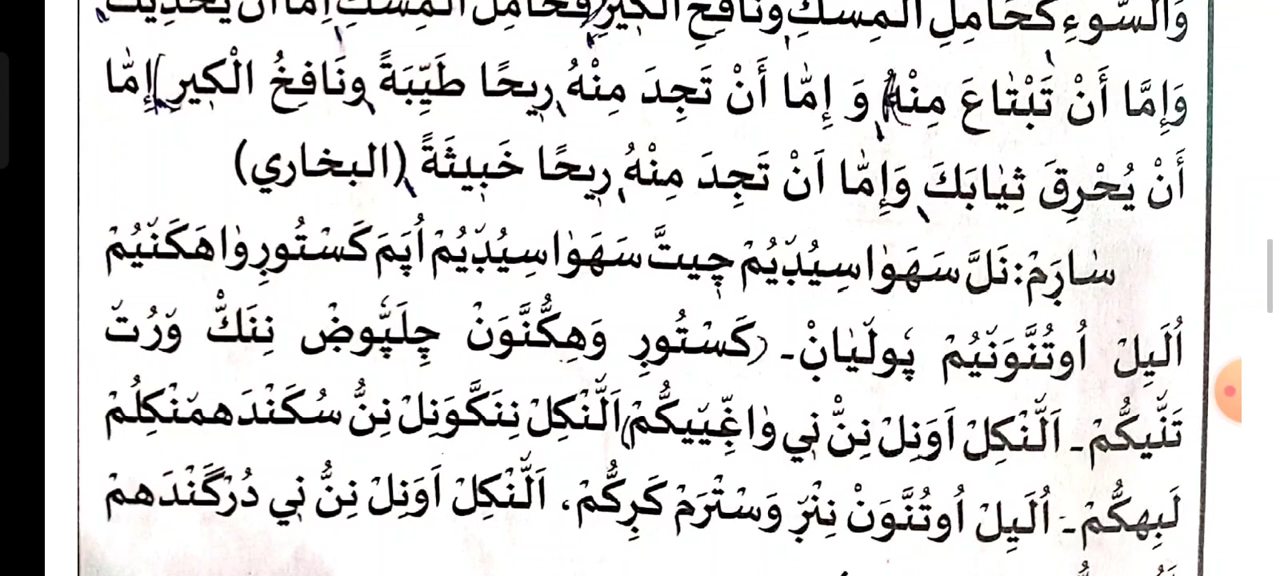 وَالسُّوءِ كَحَامِلِ الْمِسْكِ وَنَافِخِ الْكِيْرِ فَحَامِلُ الْمِسْكِ إِمَّا أَنْ يُحْذِيَكَ
وَإِمَّا أَنْ تَبْتَاعَ مِنْهُ وَ إِمَّا أَنْ تَجِدَ مِنْهُ رِيحًا طَيِّبَةً وَنَافِخُ الْكِيرِ إِمَّا
أَنْ يُحْرِقَ ثِيَابَكَ وَإِمَّا اَنْ تَجِدَ مِنْهُ رِيحًا خَبِيثَةً (البخاري)
سٰارَمْ: نَلَّ سَهَوٰا سِيُڊِيُمْ چِيتَّ سَهَوٰا سِيُڊِيُمْ اُپَمَ كَسْتُورِ وٰاهَكَنّيُمْ
اُلَيِلْ اُوتُنَّوَنّيُمْ پٗولَيٰانْ۔ (كَسْتُورِ وَهِكُّنَّوَنْ چِلَپّٗوضْ نِنَكّْ وٗرُتّ
تَنّٗيكُّمْ۔ اَلَّنْكِلْ اَوَنِلْ نِنّْ نِي وٰاغِّيّيكُّمْ) اَلَّنْكِلْ نِنَكَّوَنِلْ نِنُّ سُكَنْدَ همَنْكِلُمْ
لَبِهكُّمْ۔ اُلَيِلْ اُوتُنَّوَنْ نِنْرٜ وَسْتْرَمْ كَرِكُّمْ، اَلَّنْكِلْ اَوَنِلْ نِنُّ نِي دُرْگَنْدَهمْ